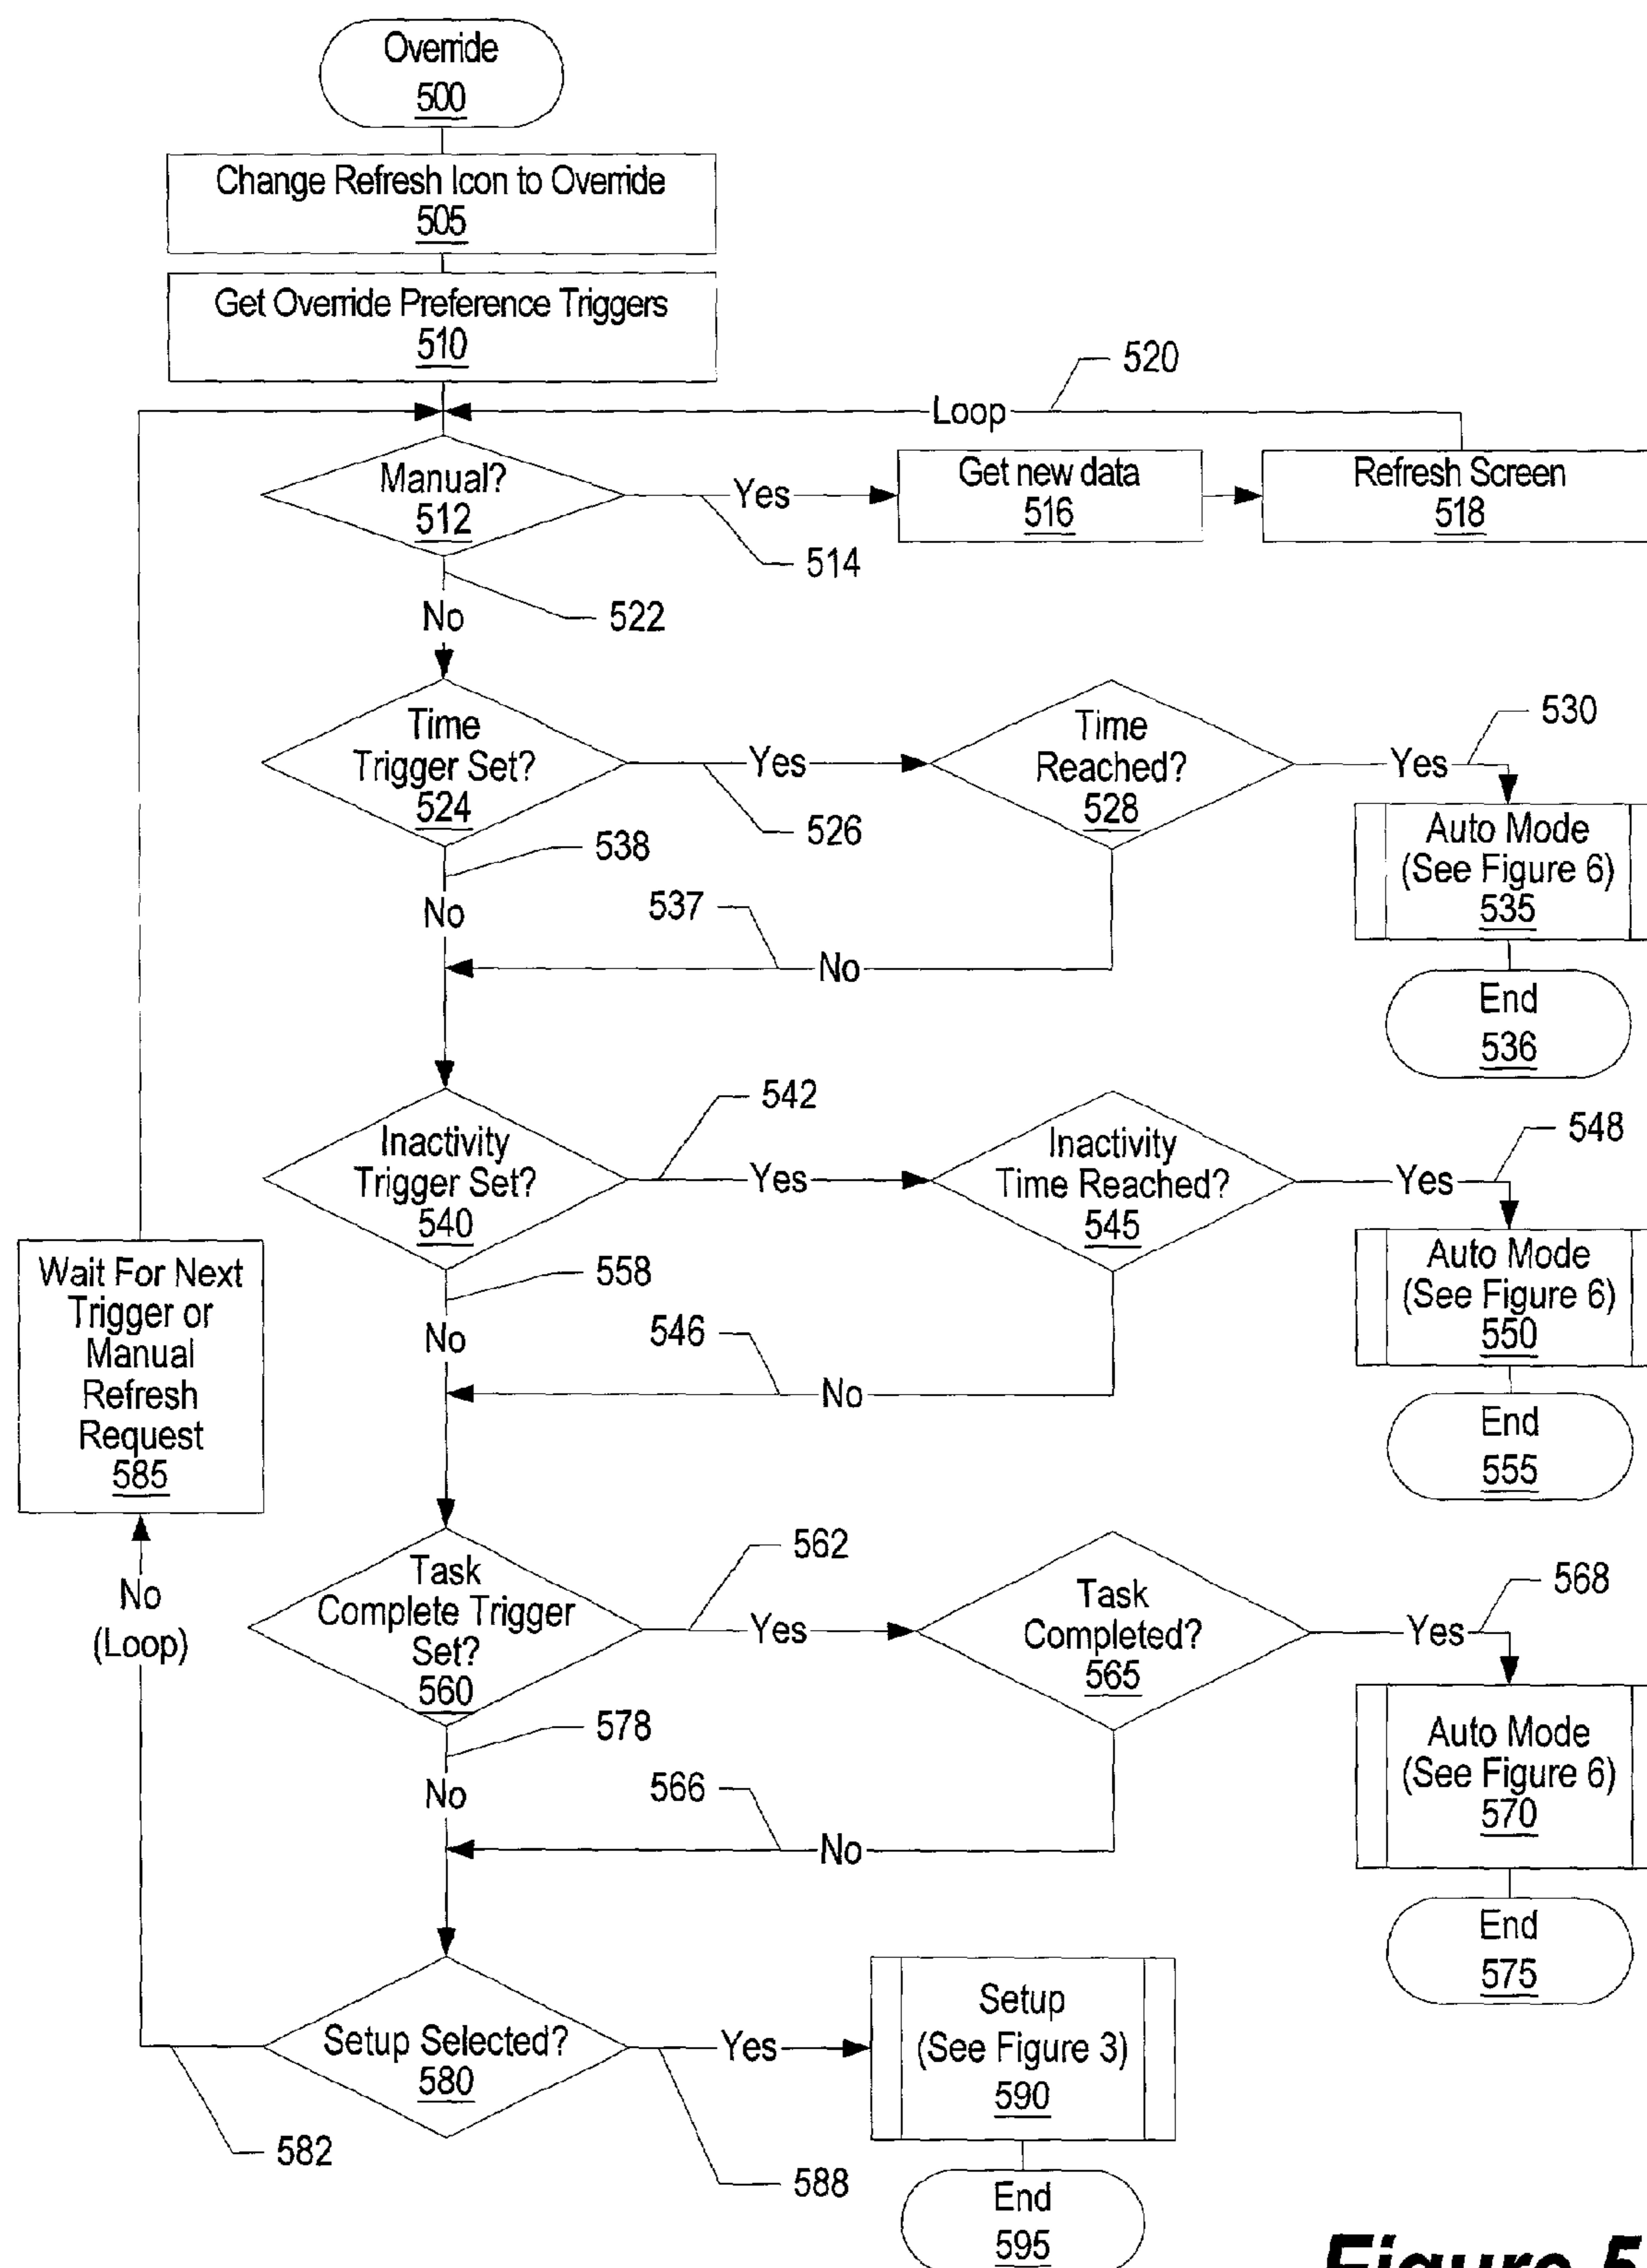 Override
500
Change Refresh Icon to Override
505
Get Override Preference Triggers
510
520
Loop
Manual?
512
Yes
514
Get new data
516
Refresh Screen
518
522
No
Time
Trigger Set?
524
Yes
526
Time
Reached?
528
530
Yes
Auto Mode
(See Figure 6)
535
End
536
538
No
537
No
542
Inactivity
Trigger Set?
540
Yes
Inactivity
Time Reached?
545
548
Yes
Auto Mode
(See Figure 6)
550
End
555
558
No
546
No
Wait For Next
Trigger or
Manual
Refresh
Request
585
No
(Loop)
562
Task
Complete Trigger
Set?
560
Yes
Task
Completed?
565
568
Yes
Auto Mode
(See Figure 6)
570
End
575
578
No
566
No
Setup Selected?
580
582
Yes
588
Setup
(See Figure 3)
590
End
595
Figure 5